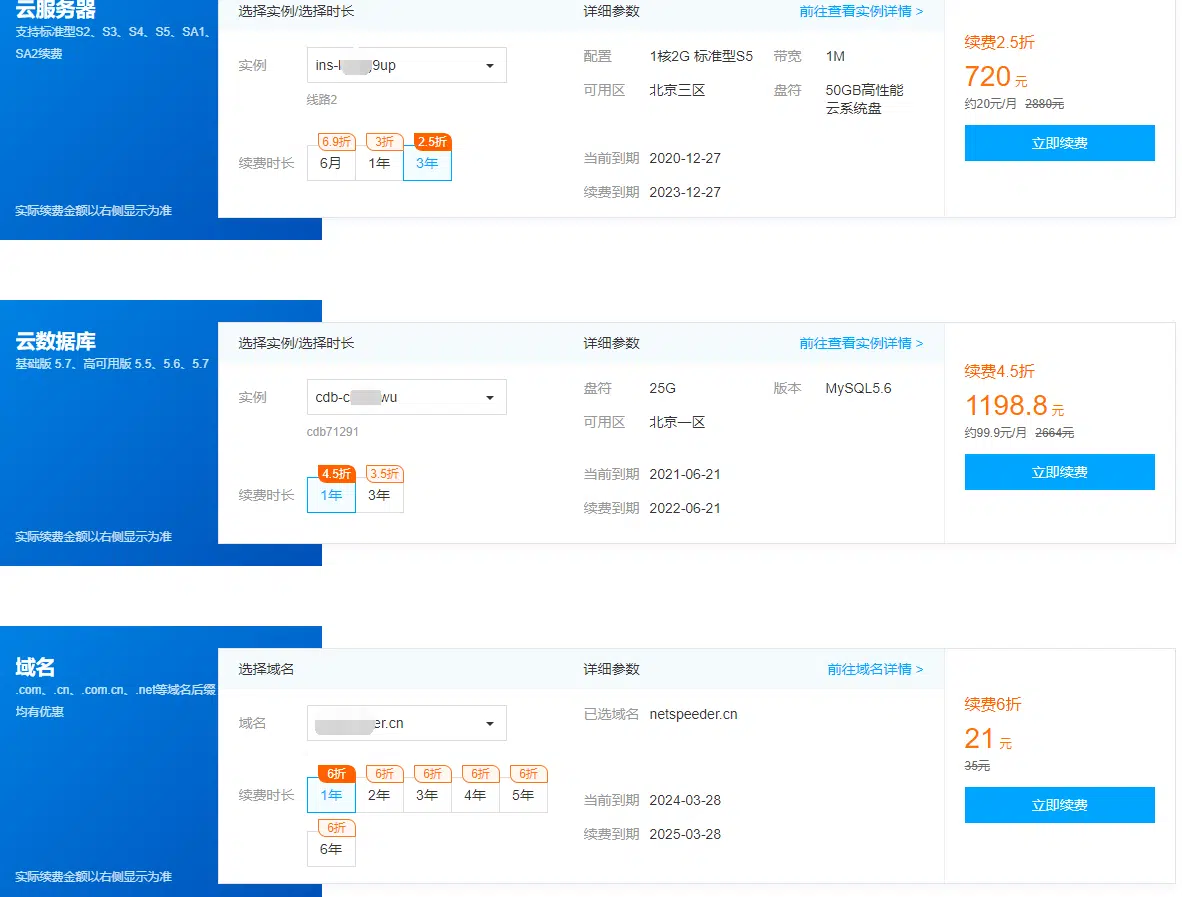 云服务器
支持标准型S2、S3、S4、S5、SA1、
SA2续费
实际续费金额以右侧显示为准
选择实例/选择时长
实例
ins-l 9up
线路2
续费时长
6.9折 3折 2.5折
6月 1年 3年
详细参数
前往查看实例详情 >
配置 1核2G 标准型S5 带宽 1M
可用区 北京三区 盘符 50GB高性能
云系统盘
当前到期 2020-12-27
续费到期 2023-12-27
续费2.5折
720 元
约20元/月 2880元
立即续费
云数据库
基础版 5.7、高可用版 5.5、5.6、5.7
实际续费金额以右侧显示为准
选择实例/选择时长
实例
cdb-c wu
cdb71291
续费时长
4.5折 3.5折
1年 3年
详细参数
前往查看实例详情 >
盘符 25G 版本 MySQL5.6
可用区 北京一区
当前到期 2021-06-21
续费到期 2022-06-21
续费4.5折
1198.8 元
约99.9元/月 2664元
立即续费
域名
.com、.cn、.com.cn、.net等域名后缀
均有优惠
实际续费金额以右侧显示为准
选择域名
域名
er.cn
续费时长
6折 6折 6折 6折 6折
1年 2年 3年 4年 5年
6折
6年
详细参数
前往域名详情 >
已选域名 netspeeder.cn
当前到期 2024-03-28
续费到期 2025-03-28
续费6折
21 元
35元
立即续费